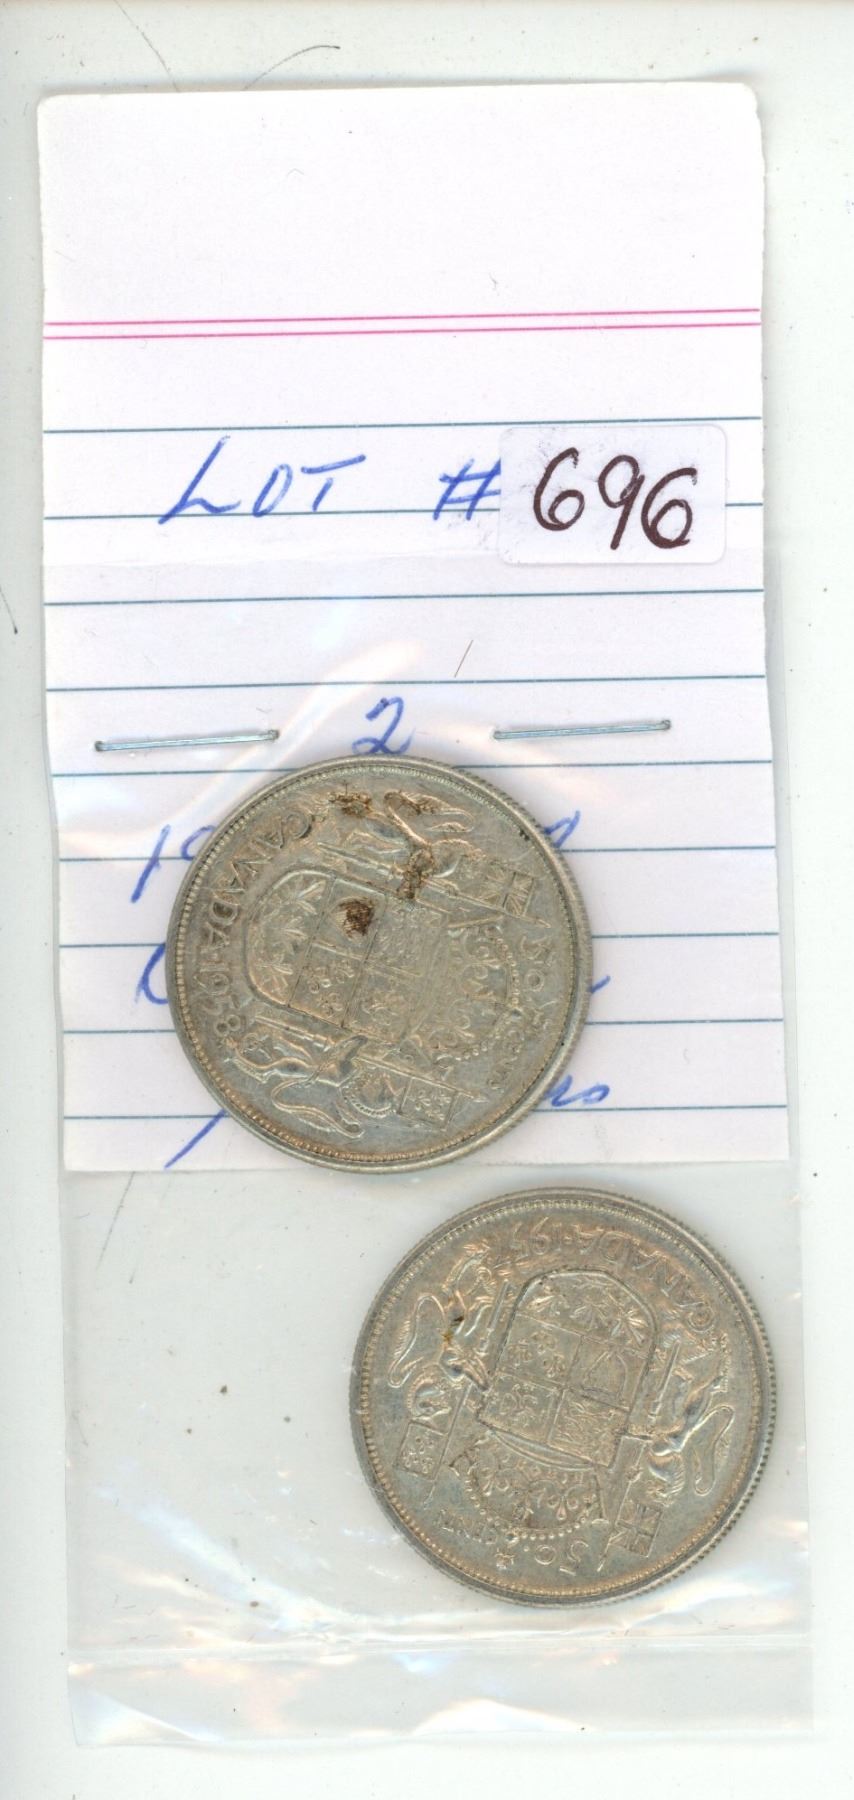 LOT # 696
2
CANADA · 1958
50 CENTS
CANADA · 195
50 CENTS